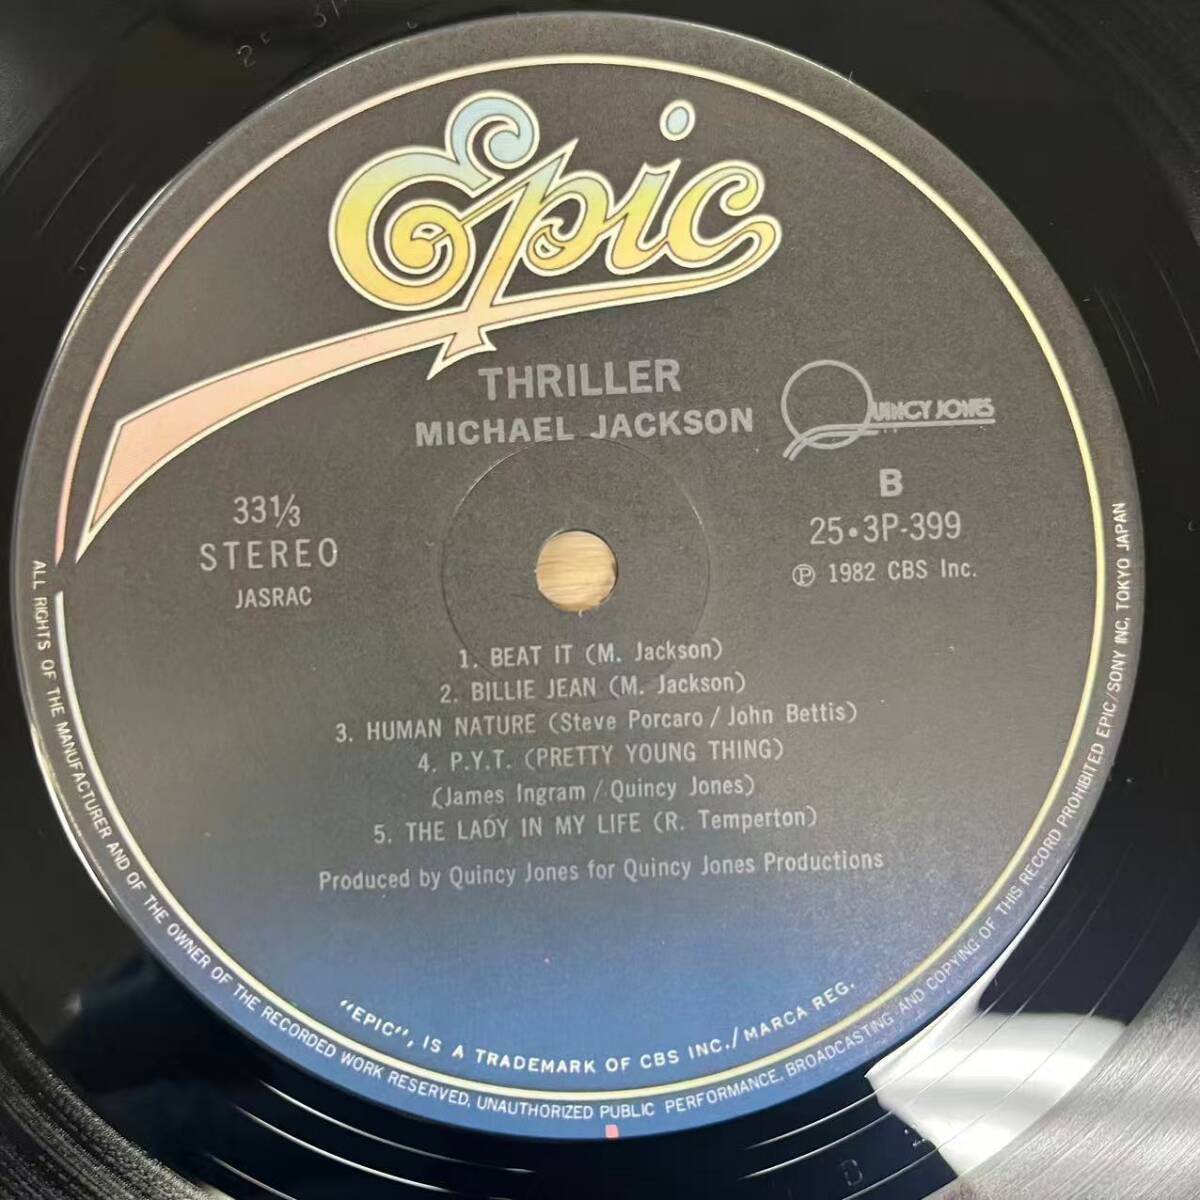 Epic
THRILLER
MICHAEL JACKSON
QUINCY JONES
33⅓
STEREO
JASRAC
B
25・3P-399
Ⓟ 1982 CBS Inc.
1. BEAT IT (M. Jackson)
2. BILLIE JEAN (M. Jackson)
3. HUMAN NATURE (Steve Porcaro / John Bettis)
4. P.Y.T. (PRETTY YOUNG THING)
(James Ingram / Quincy Jones)
5. THE LADY IN MY LIFE (R. Temperton)
Produced by Quincy Jones for Quincy Jones Productions
"EPIC", IS A TRADEMARK OF CBS INC./MARCA REG.
ALL RIGHTS OF THE MANUFACTURER AND OF THE OWNER OF THE RECORDED WORK RESERVED. UNAUTHORIZED PUBLIC PERFORMANCE, BROADCASTING AND COPYING OF THIS RECORD PROHIBITED EPIC/SONY INC. TOKYO JAPAN